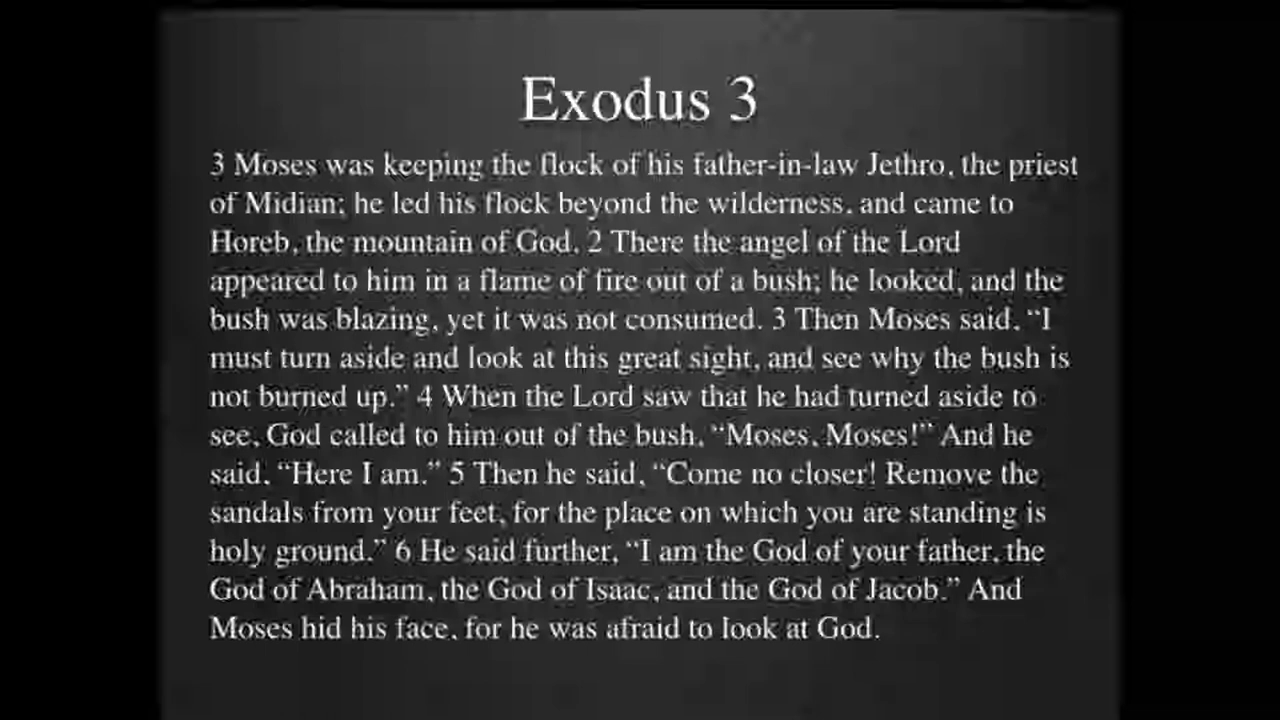 Exodus 3
3 Moses was keeping the flock of his father-in-law Jethro, the priest
of Midian; he led his flock beyond the wilderness, and came to
Horeb, the mountain of God. 2 There the angel of the Lord
appeared to him in a flame of fire out of a bush; he looked, and the
bush was blazing, yet it was not consumed. 3 Then Moses said, “I
must turn aside and look at this great sight, and see why the bush is
not burned up.” 4 When the Lord saw that he had turned aside to
see, God called to him out of the bush, “Moses, Moses!” And he
said, “Here I am.” 5 Then he said, “Come no closer! Remove the
sandals from your feet, for the place on which you are standing is
holy ground.” 6 He said further, “I am the God of your father, the
God of Abraham, the God of Isaac, and the God of Jacob.” And
Moses hid his face, for he was afraid to look at God.